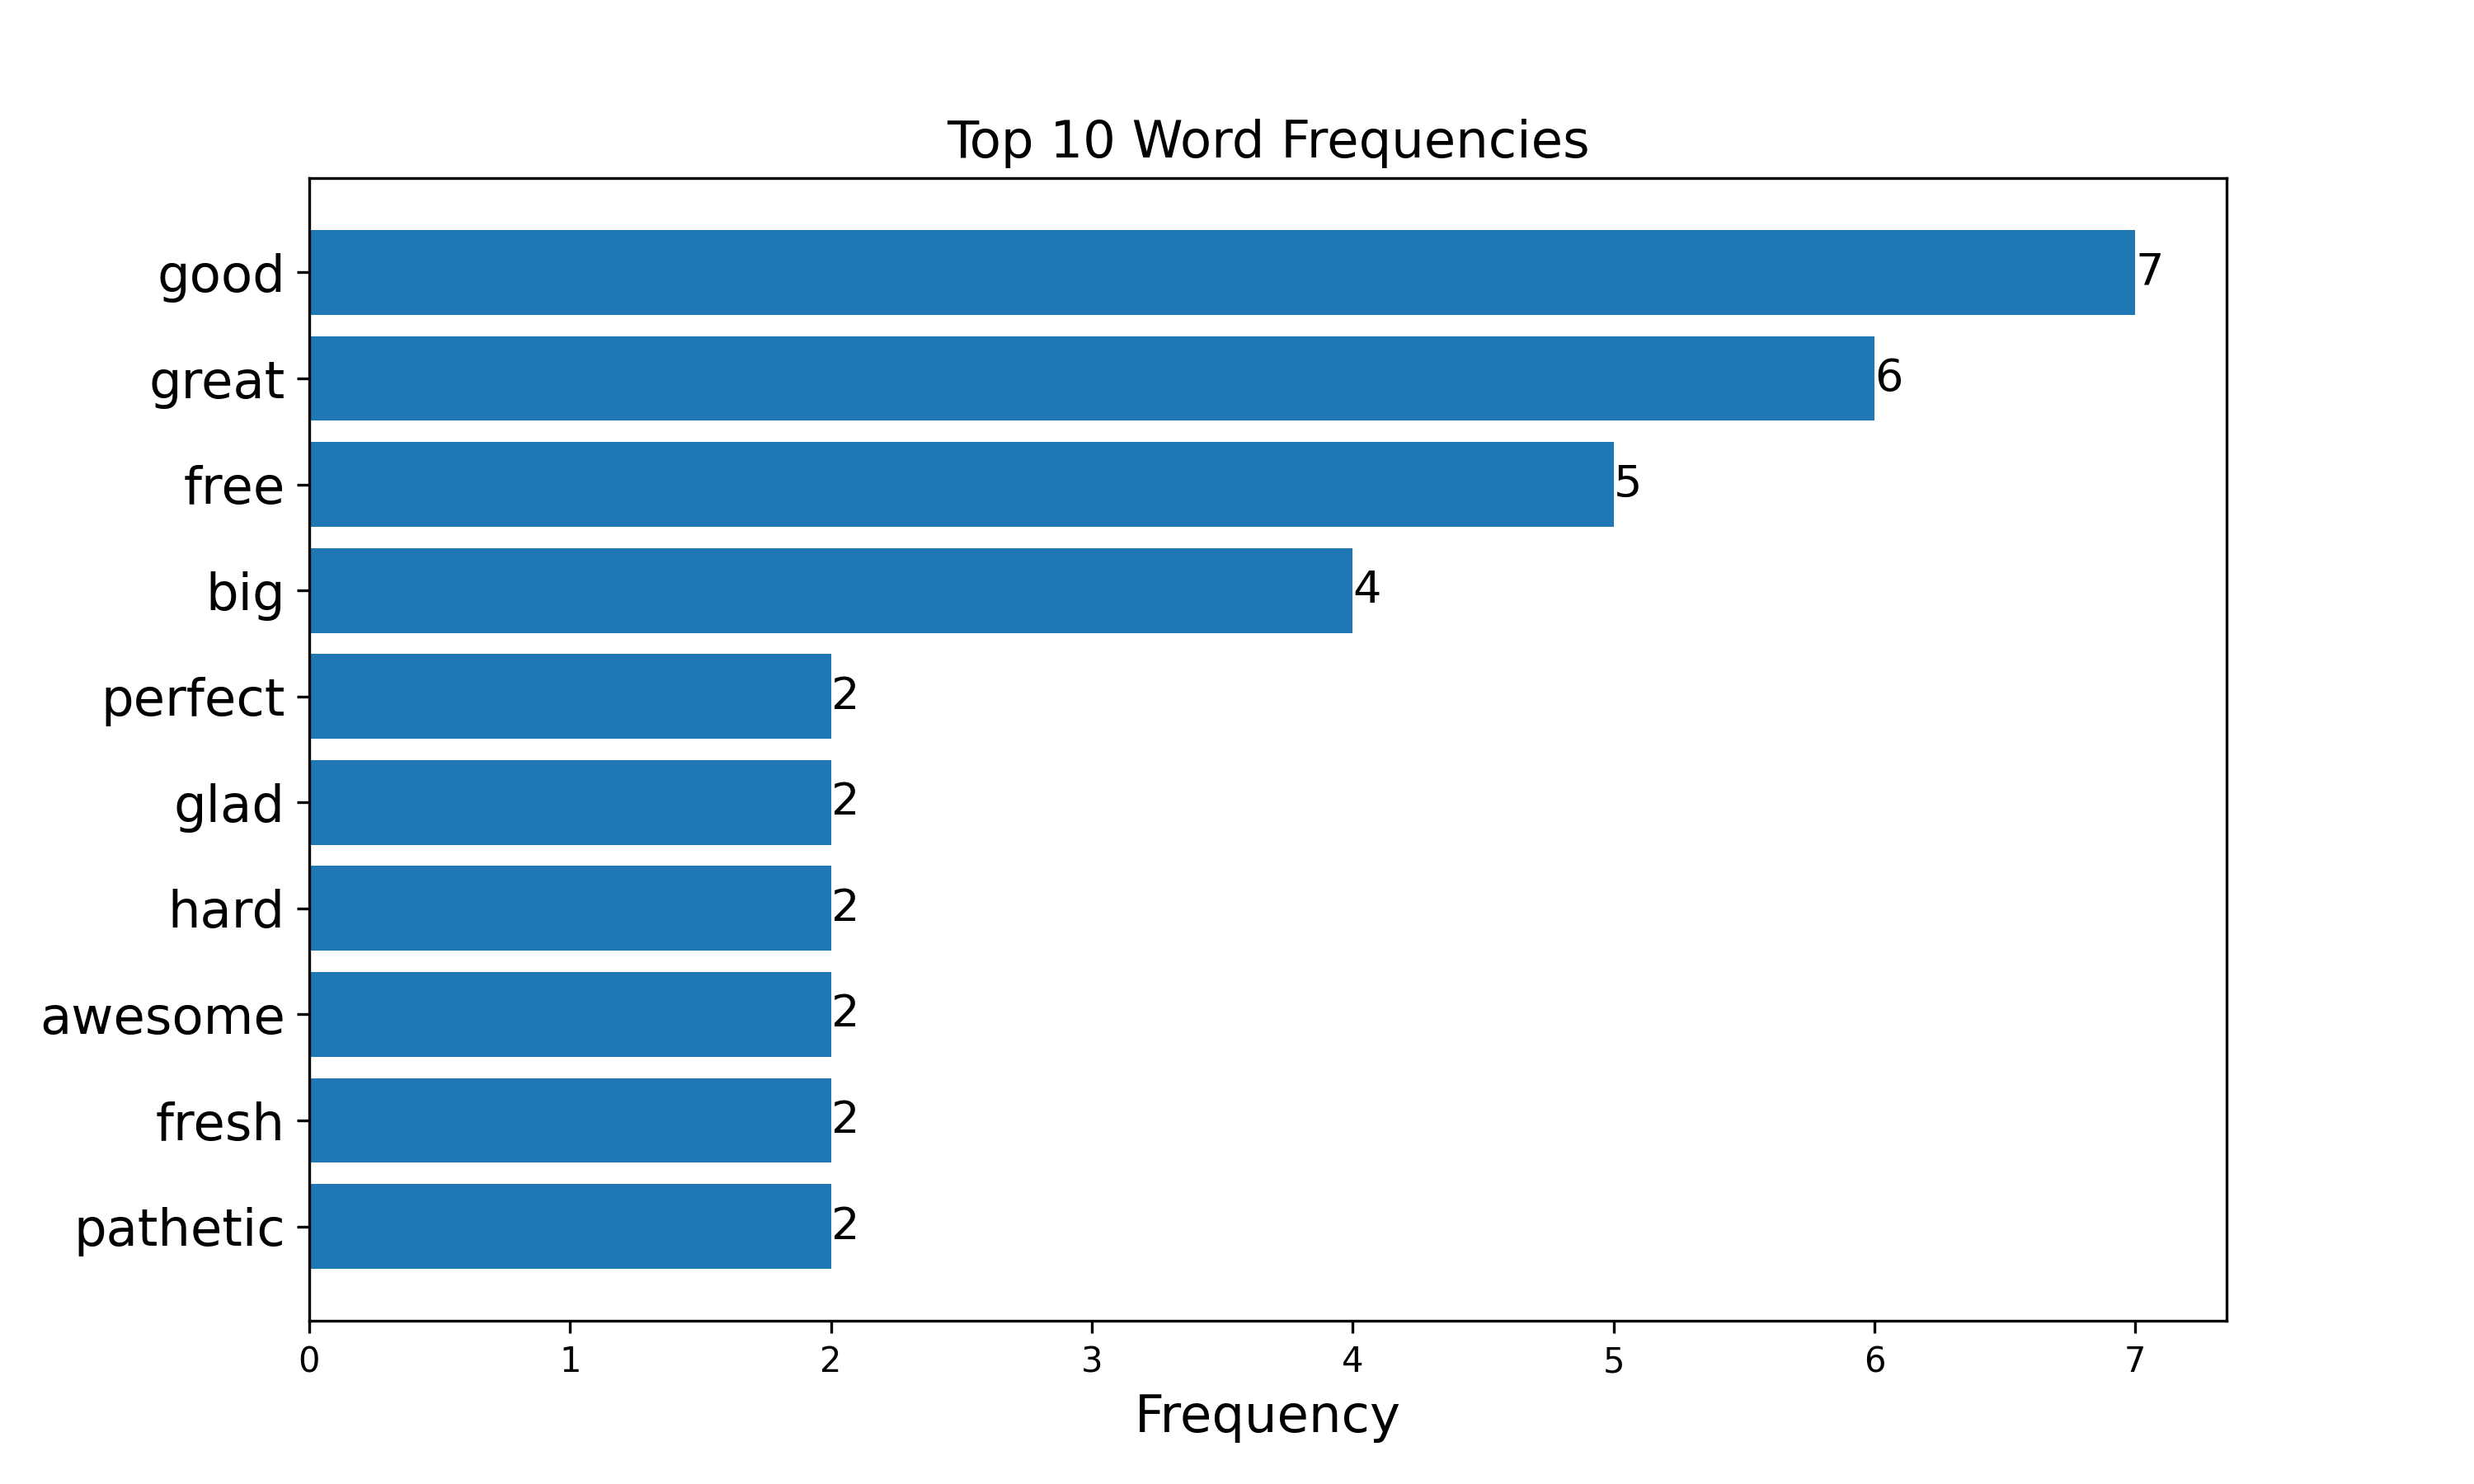 Top 10 Word Frequencies
good 7
great 6
free 5
big 4
perfect 2
glad 2
hard 2
awesome 2
fresh 2
pathetic 2
0 1 2 3 4 5 6 7
Frequency